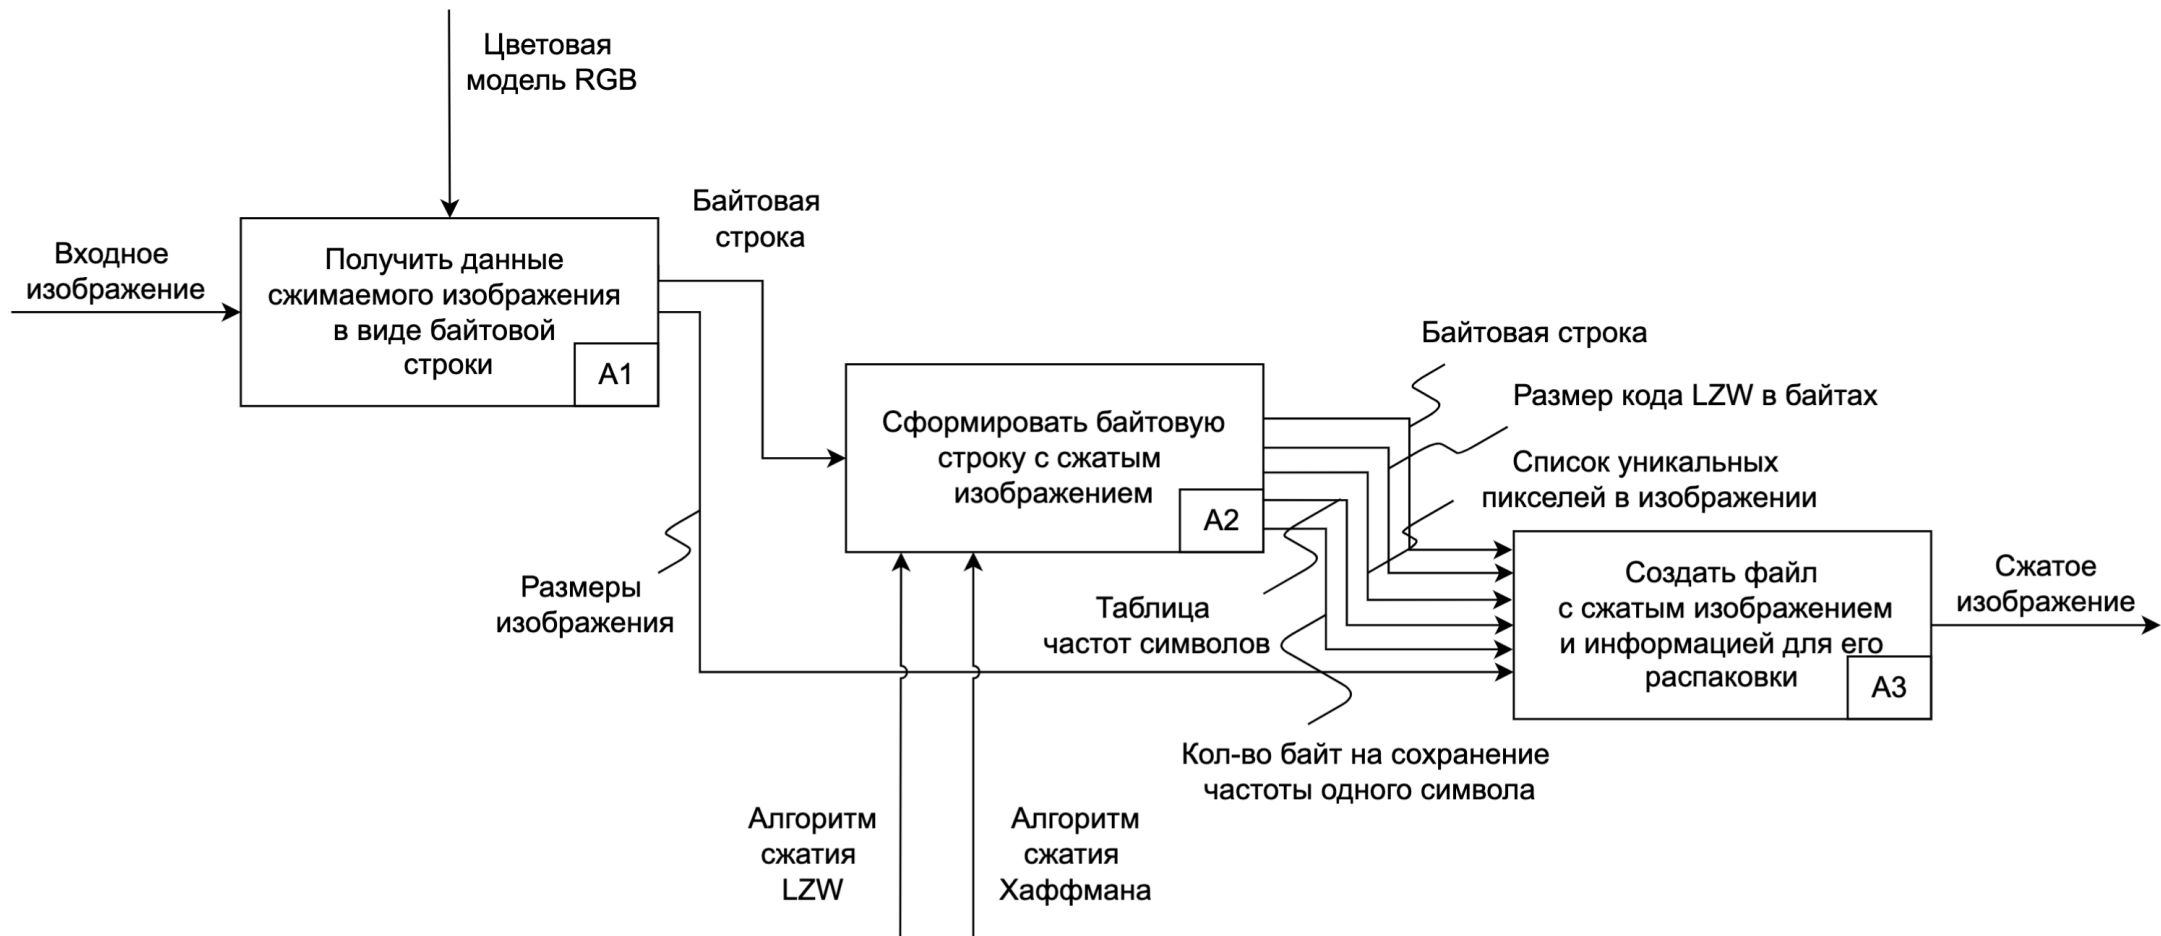 Цветовая
модель RGB
Входное
изображение
Получить данные
сжимаемого изображения
в виде байтовой
строки
A1
Байтовая
строка
Размеры
изображения
Сформировать байтовую
строку с сжатым
изображением
A2
Байтовая строка
Размер кода LZW в байтах
Список уникальных
пикселей в изображении
Таблица
частот символов
Кол-во байт на сохранение
частоты одного символа
Алгоритм
сжатия
LZW
Алгоритм
сжатия
Хаффмана
Создать файл
с сжатым изображением
и информацией для его
распаковки
A3
Сжатое
изображение